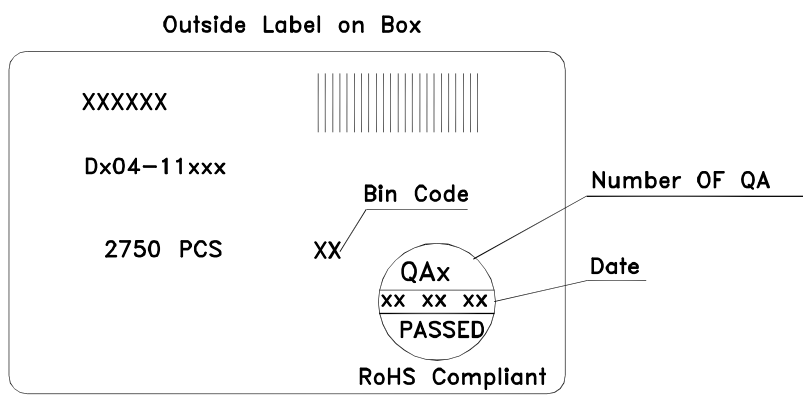 Outside Label on Box
XXXXXX
Dx04-11xxx
Bin Code
Number OF QA
2750 PCS
XX
QAx
Date
xx xx xx
PASSED
RoHS Compliant